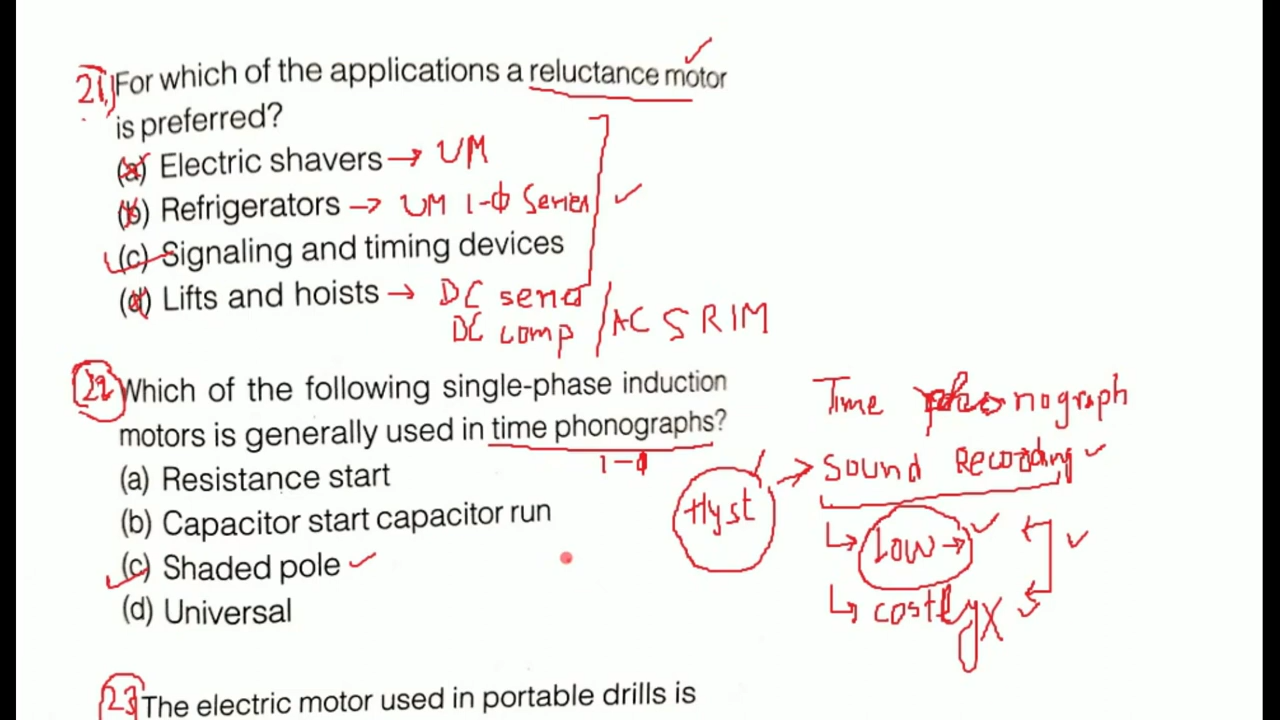 21.) For which of the applications a reluctance motor
is preferred?
(a) Electric shavers → UM
(b) Refrigerators → UM 1-ф Series
(c) Signaling and timing devices
(d) Lifts and hoists → DC series
DC comp / AC SRIM
22 Which of the following single-phase induction
motors is generally used in time phonographs?
1-ф
(a) Resistance start
(b) Capacitor start capacitor run
(c) Shaded pole
(d) Universal
Time phonograph
Hyst → Sound Recording
↳ Low →
↳ costly x
23 The electric motor used in portable drills is